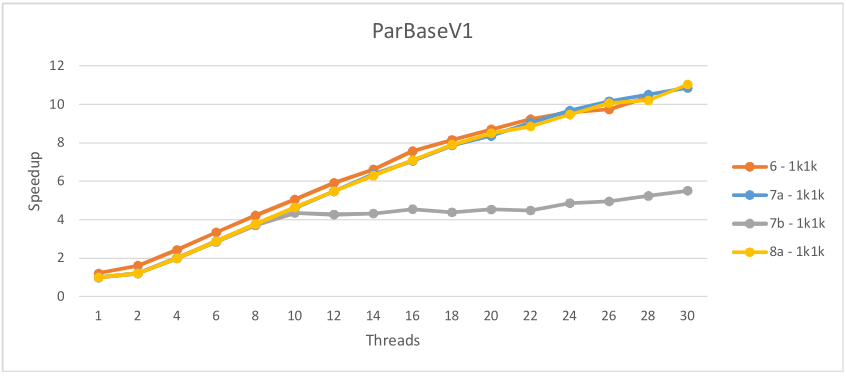 ParBaseV1
12
10
8
6
4
2
0
Speedup
1 2 4 6 8 10 12 14 16 18 20 22 24 26 28 30
Threads
6 - 1k1k
7a - 1k1k
7b - 1k1k
8a - 1k1k